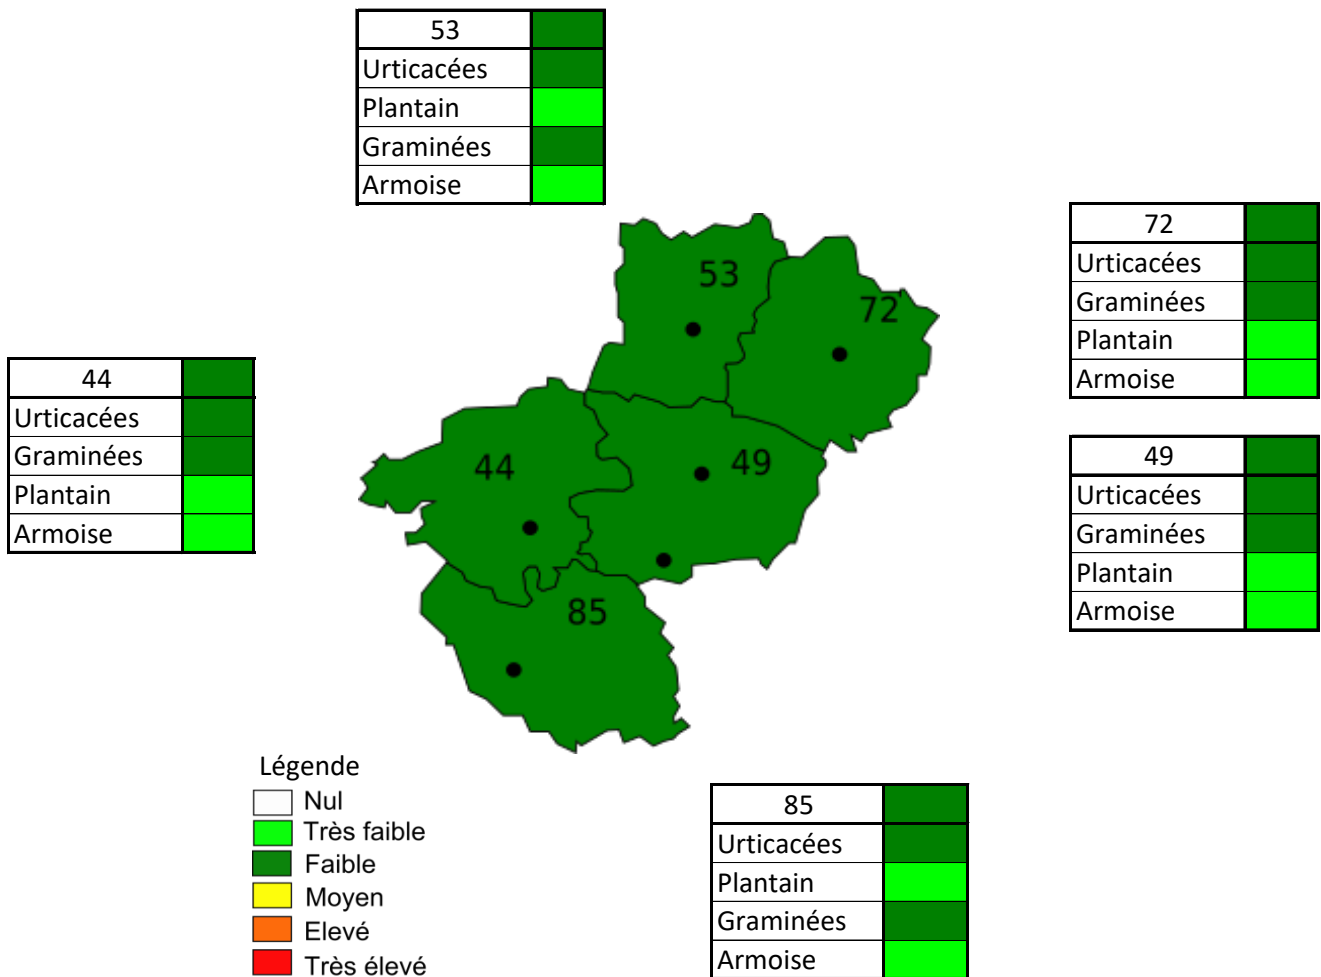 53
Urticacées
Plantain
Graminées
Armoise
72
Urticacées
Graminées
Plantain
Armoise
44
Urticacées
Graminées
Plantain
Armoise
49
Urticacées
Graminées
Plantain
Armoise
53
72
44
49
85
Légende
Nul
Très faible
Faible
Moyen
Elevé
Très élevé
85
Urticacées
Plantain
Graminées
Armoise